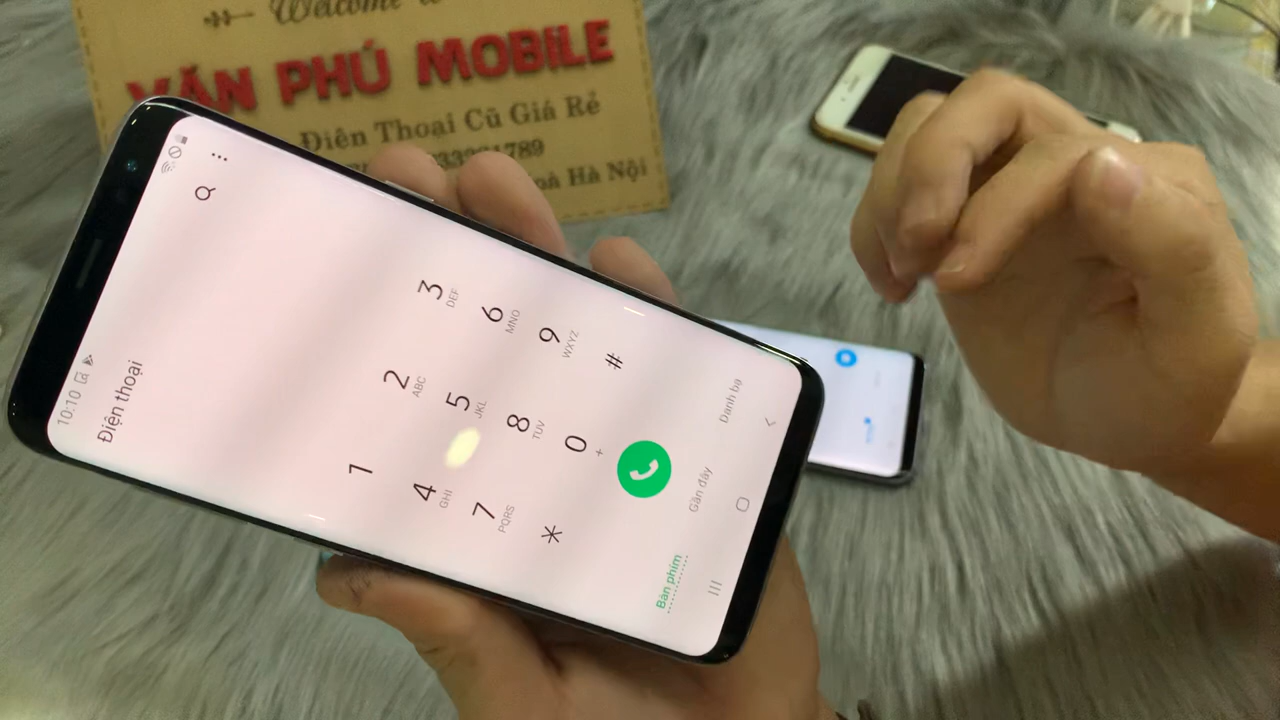 Welcome to
VĂN PHÚ MOBILE
Điện Thoại Cũ Giá Rẻ
33331789
Hà Nội
10:10
Điện thoại
1
2 ABC
3 DEF
4 GHI
5 JKL
6 MNO
7 PQRS
8 TUV
9 WXYZ
*
0 +
#
Bàn phím
Gần đây
Danh bạ